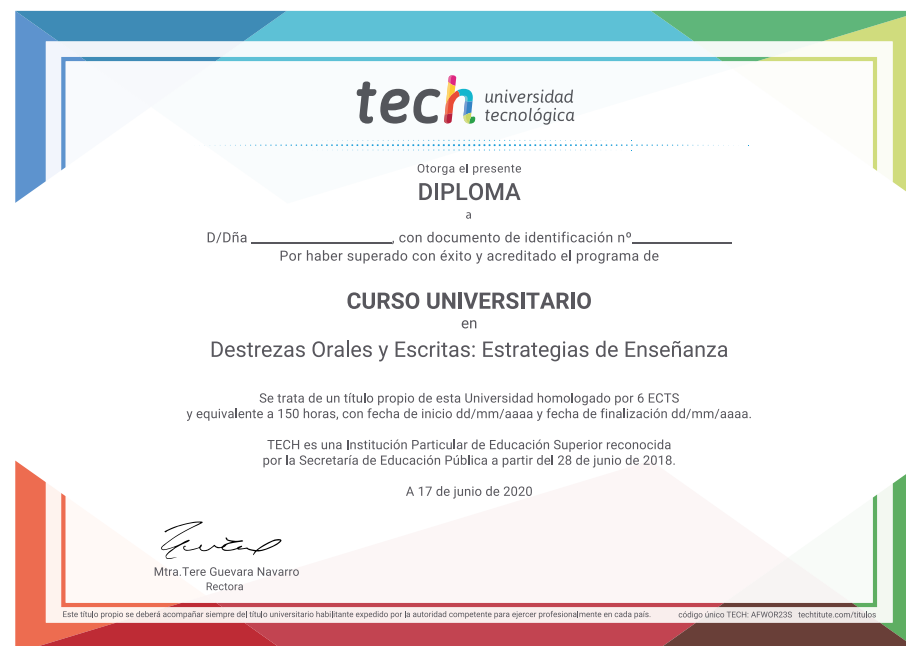 tech universidad
tecnológica
Otorga el presente
DIPLOMA
a
D/Dña ____________________, con documento de identificación nº______________
Por haber superado con éxito y acreditado el programa de
CURSO UNIVERSITARIO
en
Destrezas Orales y Escritas: Estrategias de Enseñanza
Se trata de un título propio de esta Universidad homologado por 6 ECTS
y equivalente a 150 horas, con fecha de inicio dd/mm/aaaa y fecha de finalización dd/mm/aaaa.
TECH es una Institución Particular de Educación Superior reconocida
por la Secretaría de Educación Pública a partir del 28 de junio de 2018.
A 17 de junio de 2020
Mtra.Tere Guevara Navarro
Rectora
Este título propio se deberá acompañar siempre del título universitario habilitante expedido por la autoridad competente para ejercer profesionalmente en cada país. código único TECH: AFWOR23S techtitute.com/titulos